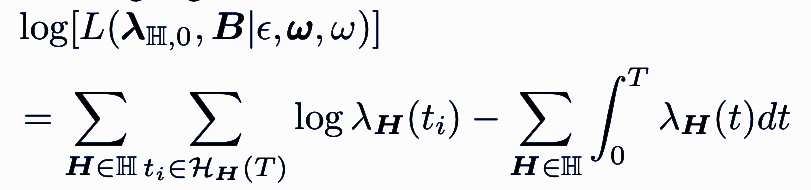 log[L(𝝀_{ℍ,0}, 𝑩|ϵ, 𝝎, ω)]
= ∑_{𝑯∈ℍ} ∑_{t_i∈ℋ_𝑯(T)} log λ_𝑯(t_i) − ∑_{𝑯∈ℍ} ∫_0^T λ_𝑯(t)dt